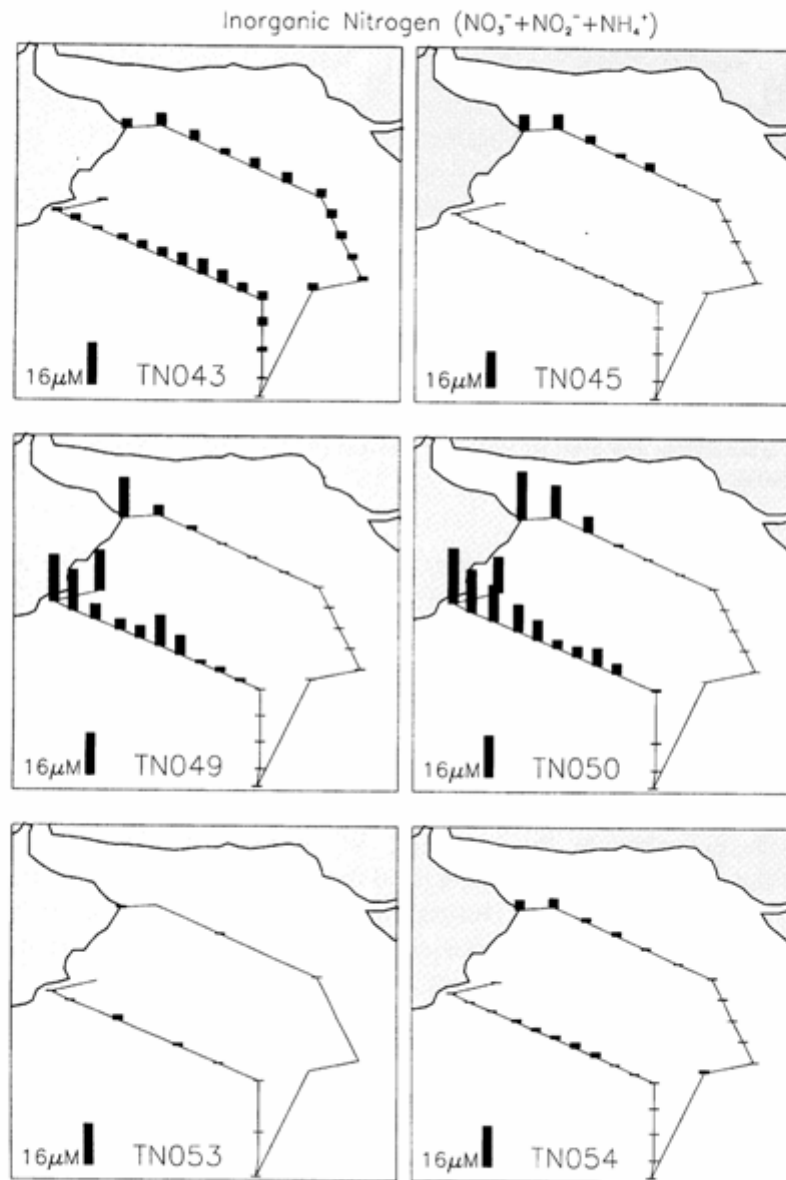 Inorganic Nitrogen (NO₃⁻+NO₂⁻+NH₄⁺)
16μM TN043
16μM TN045
16μM TN049
16μM TN050
16μM TN053
16μM TN054